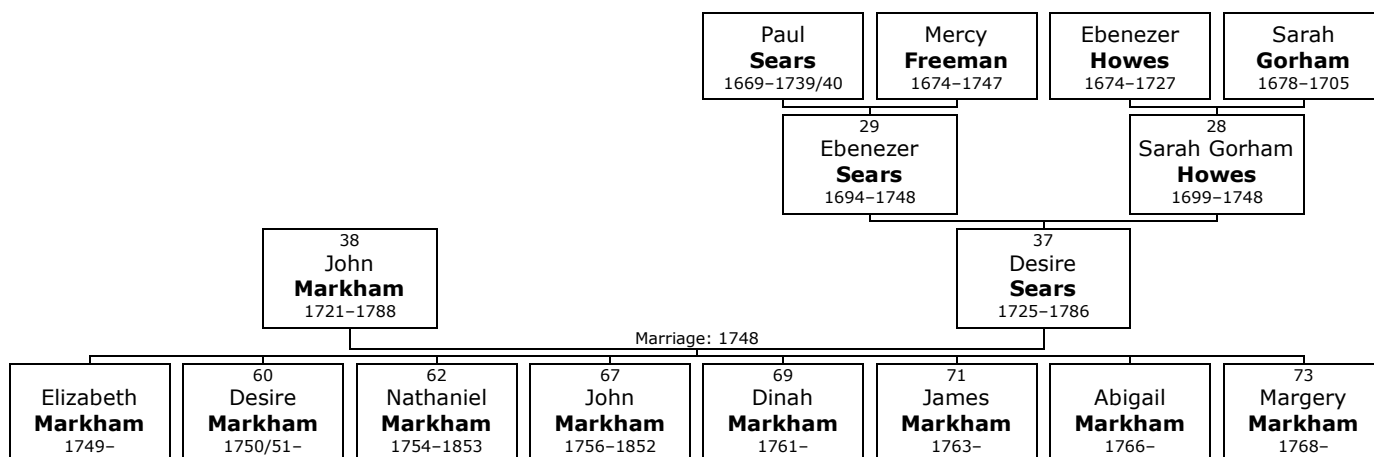 Paul
Sears
1669–1739/40
Mercy
Freeman
1674–1747
Ebenezer
Howes
1674–1727
Sarah
Gorham
1678–1705
29
Ebenezer
Sears
1694–1748
28
Sarah Gorham
Howes
1699–1748
38
John
Markham
1721–1788
37
Desire
Sears
1725–1786
Marriage: 1748
Elizabeth
Markham
1749–
60
Desire
Markham
1750/51–
62
Nathaniel
Markham
1754–1853
67
John
Markham
1756–1852
69
Dinah
Markham
1761–
71
James
Markham
1763–
Abigail
Markham
1766–
73
Margery
Markham
1768–